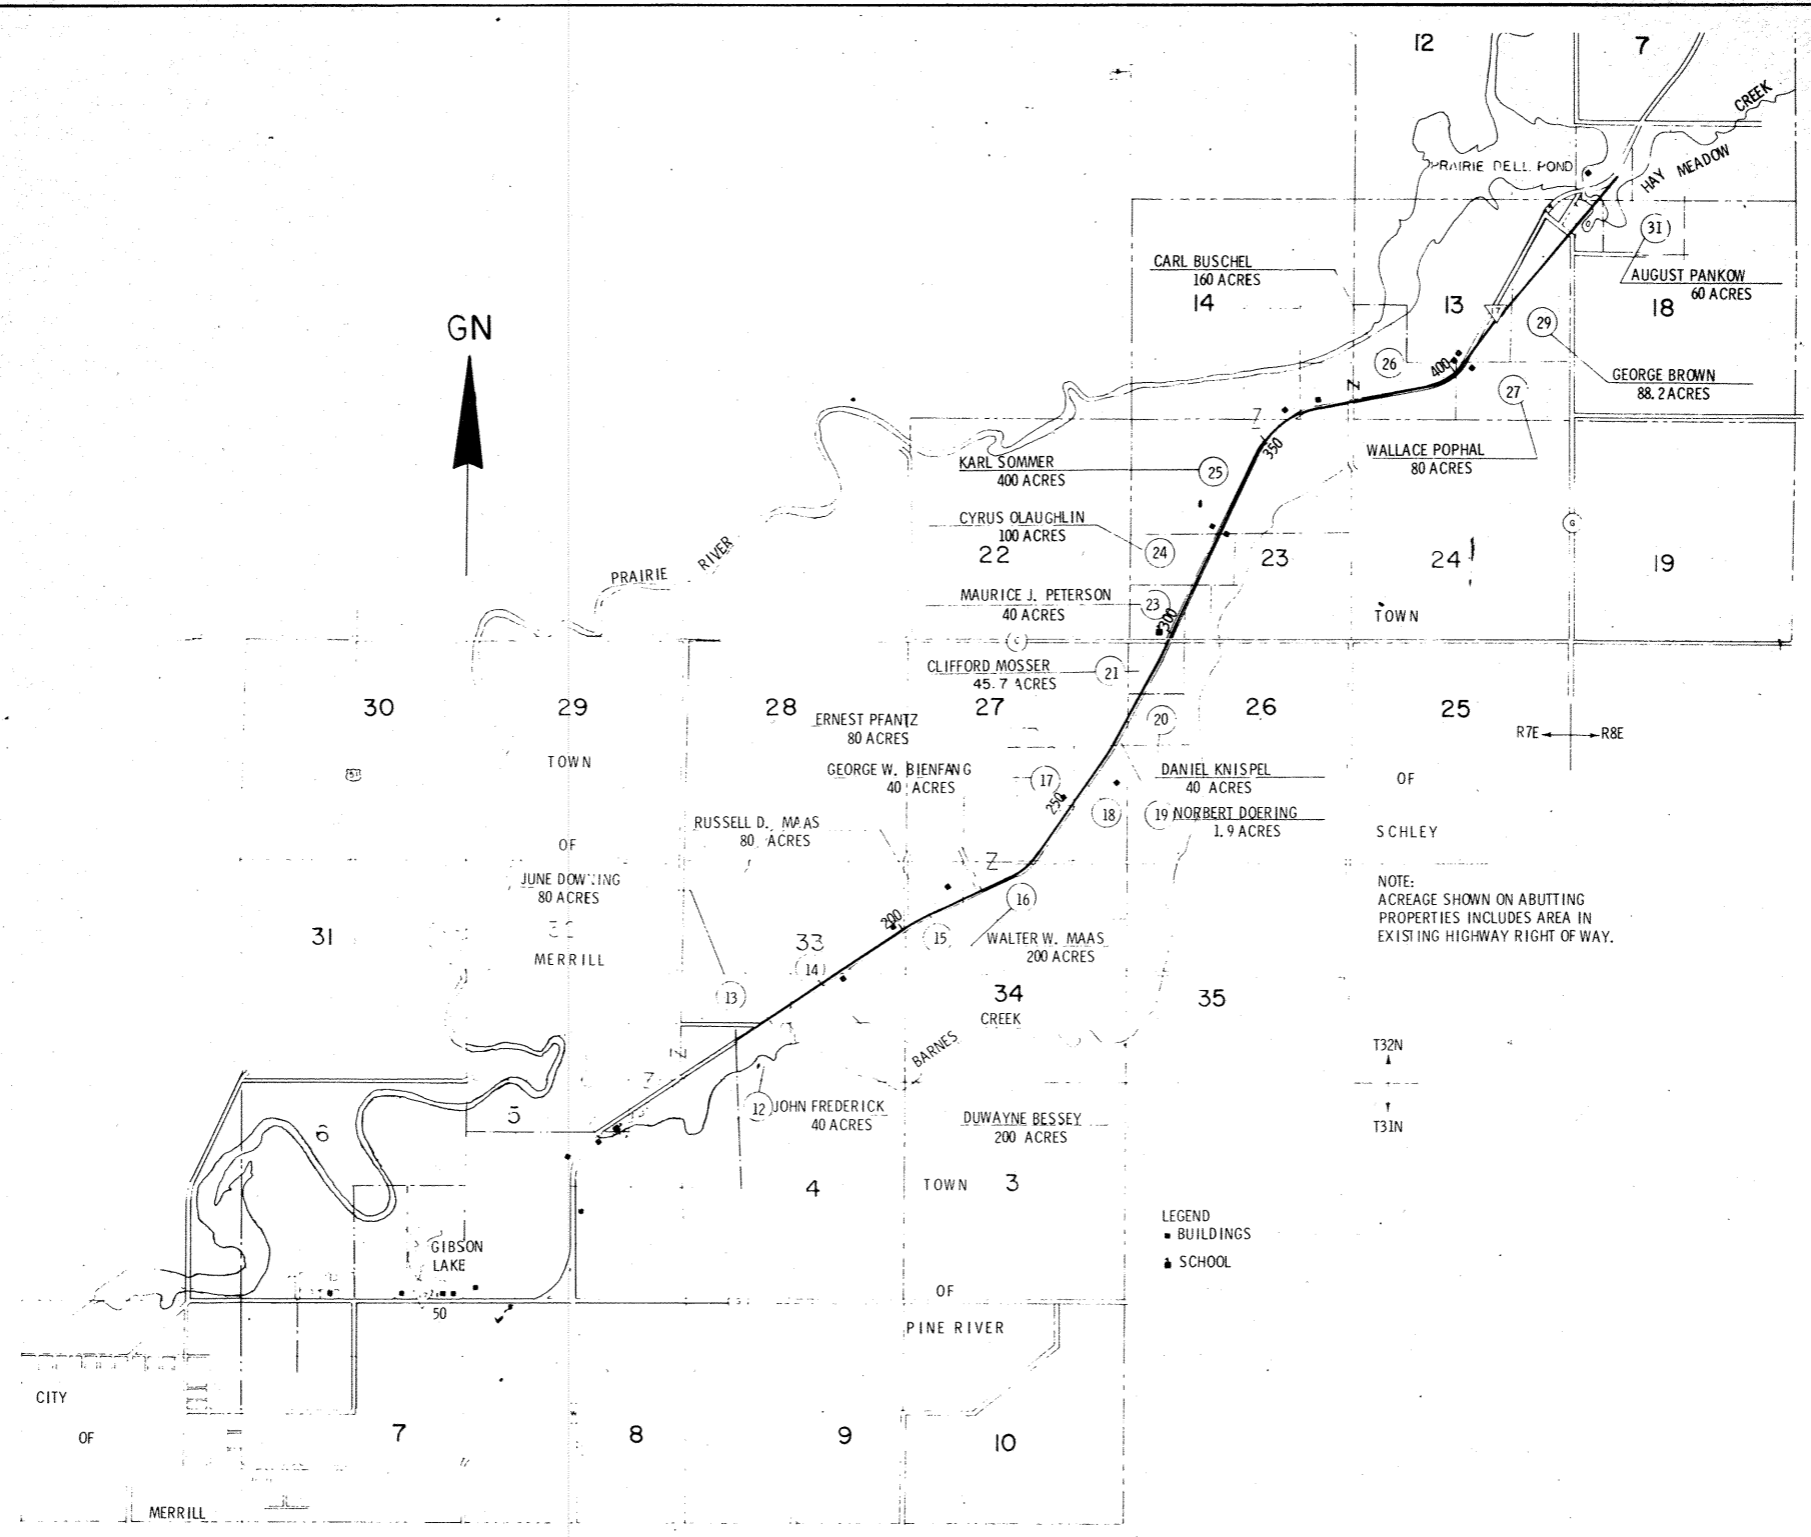 12
7
CREEK
HAY MEADOW
PRAIRIE DELL POND
31
CARL BUSCHEL
160 ACRES
AUGUST PANKOW
60 ACRES
14
13
17
18
29
GN
26
400
GEORGE BROWN
88.2 ACRES
27
N
Z
350
WALLACE POPHAL
80 ACRES
KARL SOMMER
400 ACRES
25
CYRUS OLAUGHLIN
100 ACRES
G
22
24
23
24
19
PRAIRIE RIVER
MAURICE J. PETERSON
40 ACRES
23
300
TOWN
C
CLIFFORD MOSSER
45.7 ACRES
21
30
29
28
27
26
25
ERNEST PFANTZ
80 ACRES
20
R7E
R8E
TOWN
51
GEORGE W. BIENFANG
40 ACRES
17
DANIEL KNISPEL
40 ACRES
OF
250
18
19
NORBERT DOERING
1.9 ACRES
RUSSELL D. MAAS
80 ACRES
SCHLEY
OF
Z
JUNE DOWNING
80 ACRES
NOTE:
ACREAGE SHOWN ON ABUTTING
PROPERTIES INCLUDES AREA IN
EXISTING HIGHWAY RIGHT OF WAY.
16
200
31
33
15
WALTER W. MAAS
200 ACRES
MERRILL
14
13
34
35
CREEK
BARNES
T32N
N
Z
12
JOHN FREDERICK
40 ACRES
DUWAYNE BESSEY
200 ACRES
T31N
5
6
4
TOWN
3
LEGEND
BUILDINGS
SCHOOL
GIBSON
LAKE
OF
50
PINE RIVER
CITY
7
8
9
10
OF
MERRILL